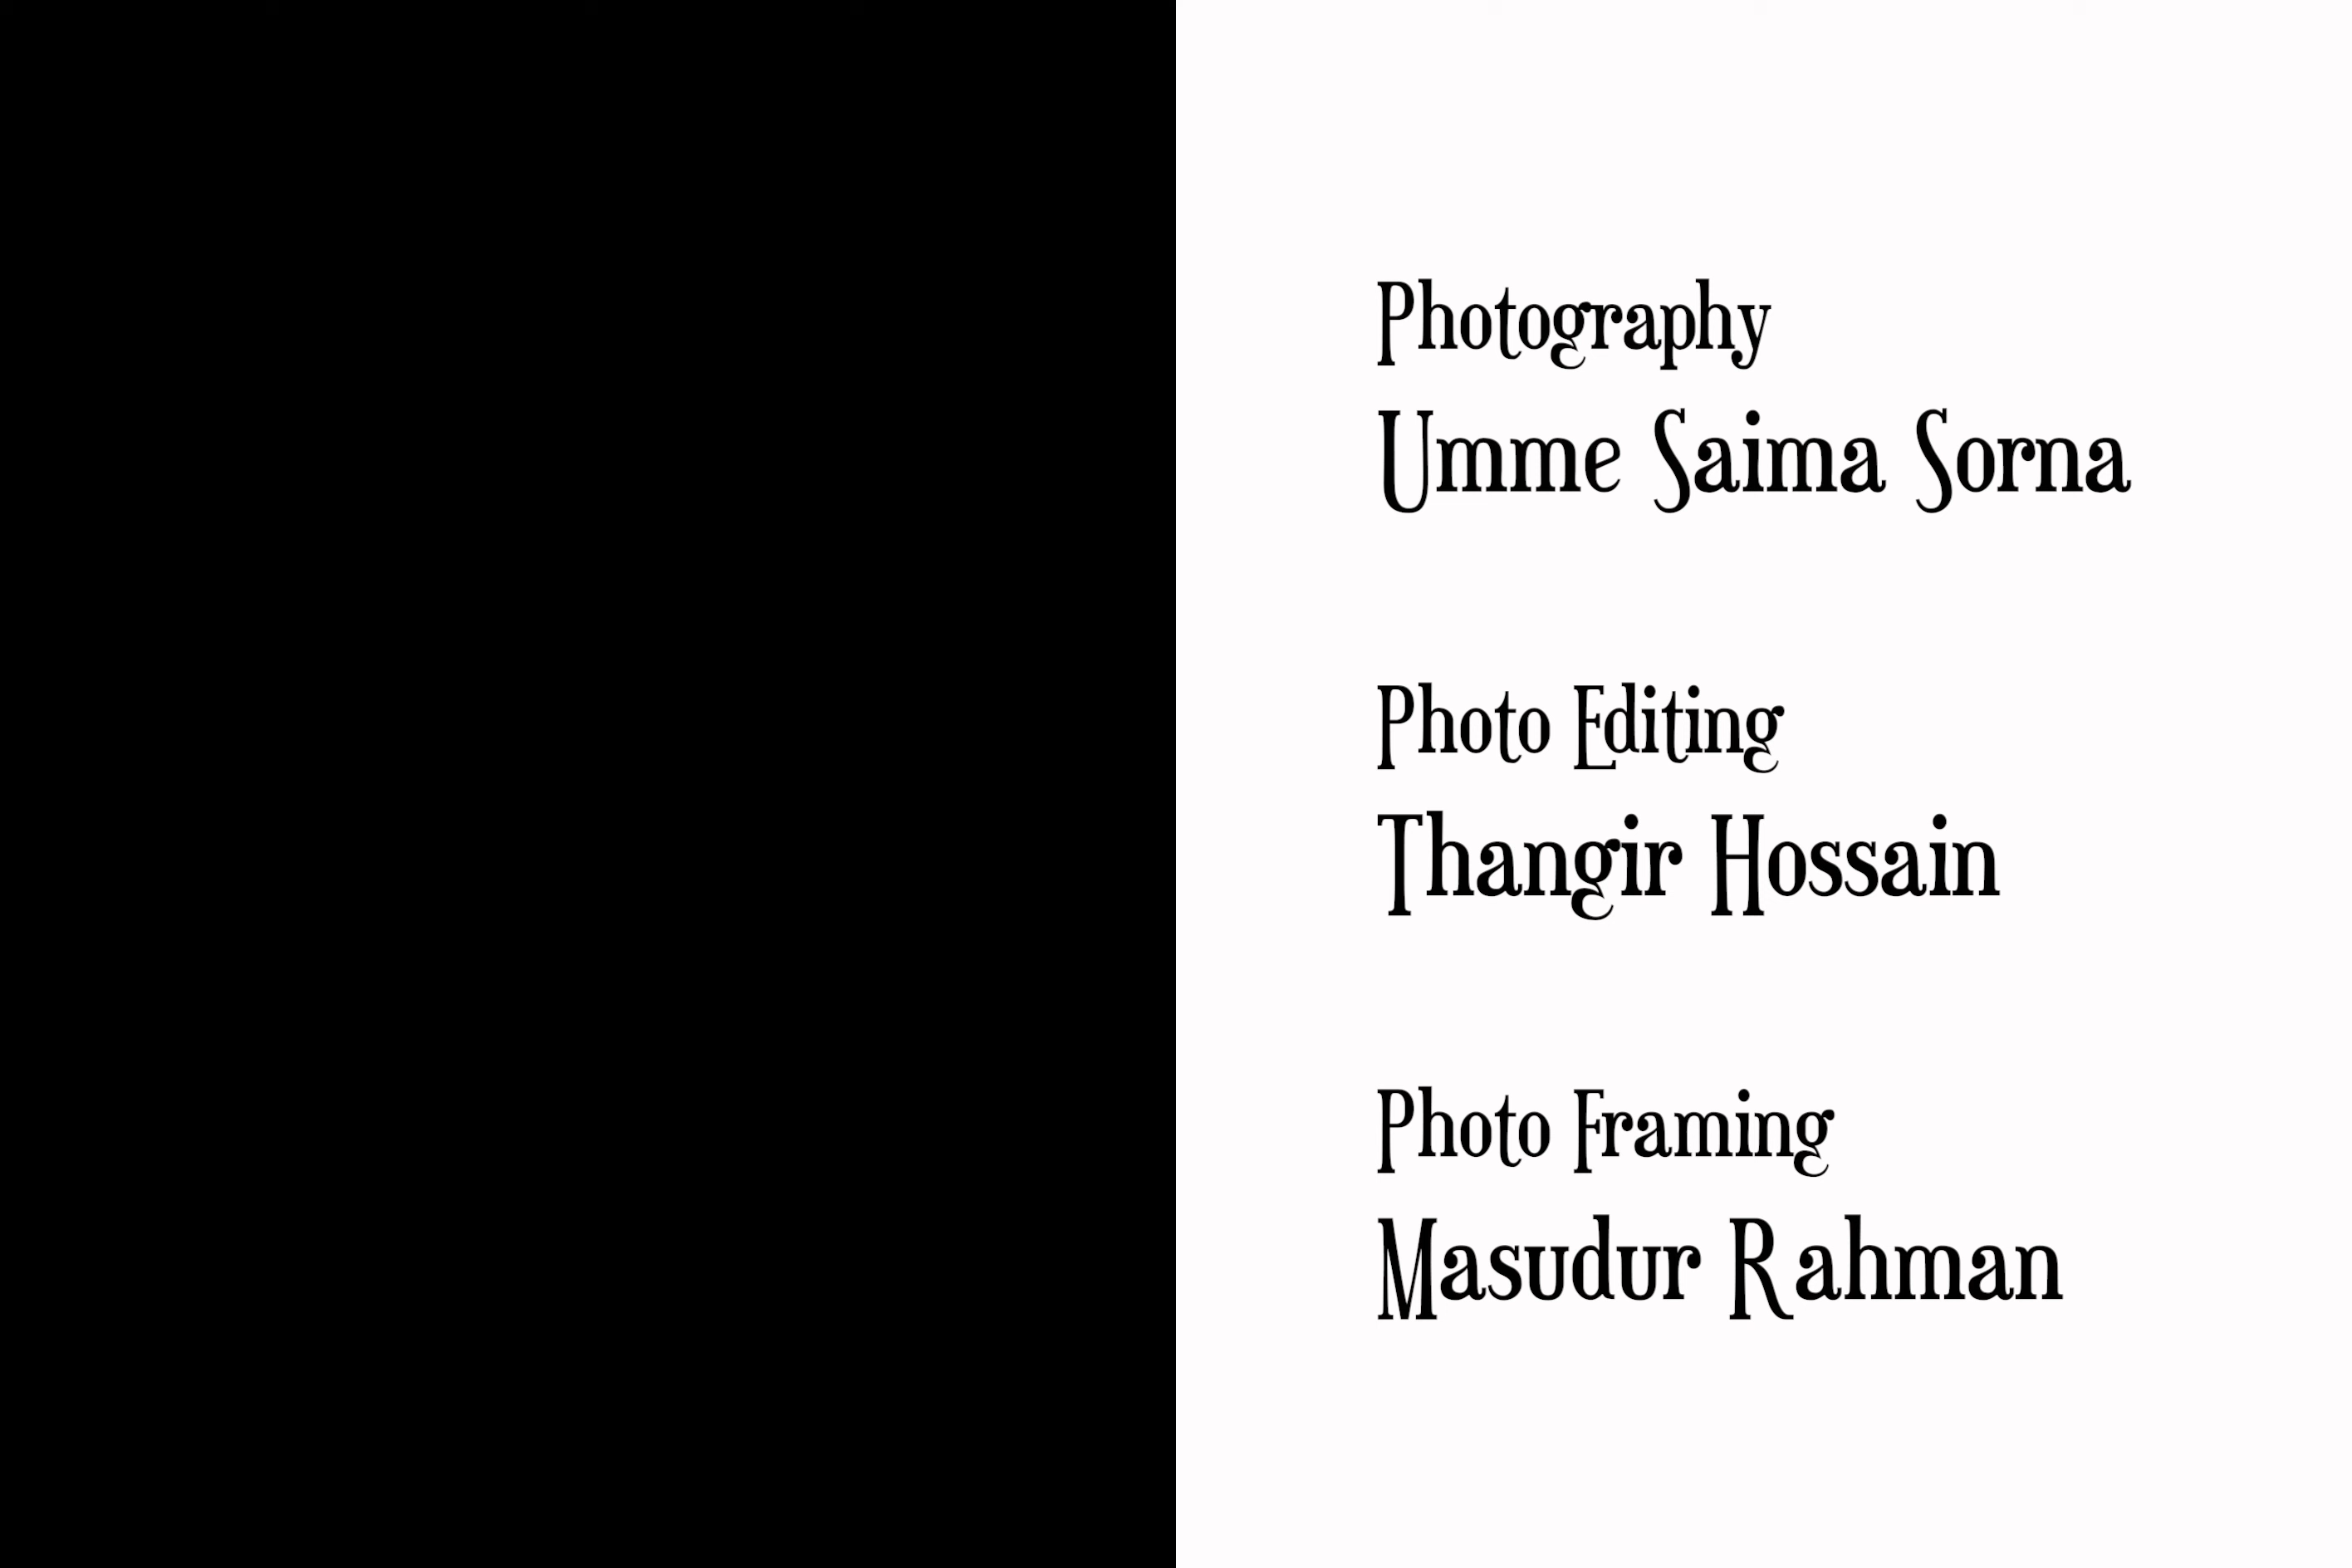 Photography
Umme Saima Sorna
Photo Editing
Thangir Hossain
Photo Framing
Masudur Rahman